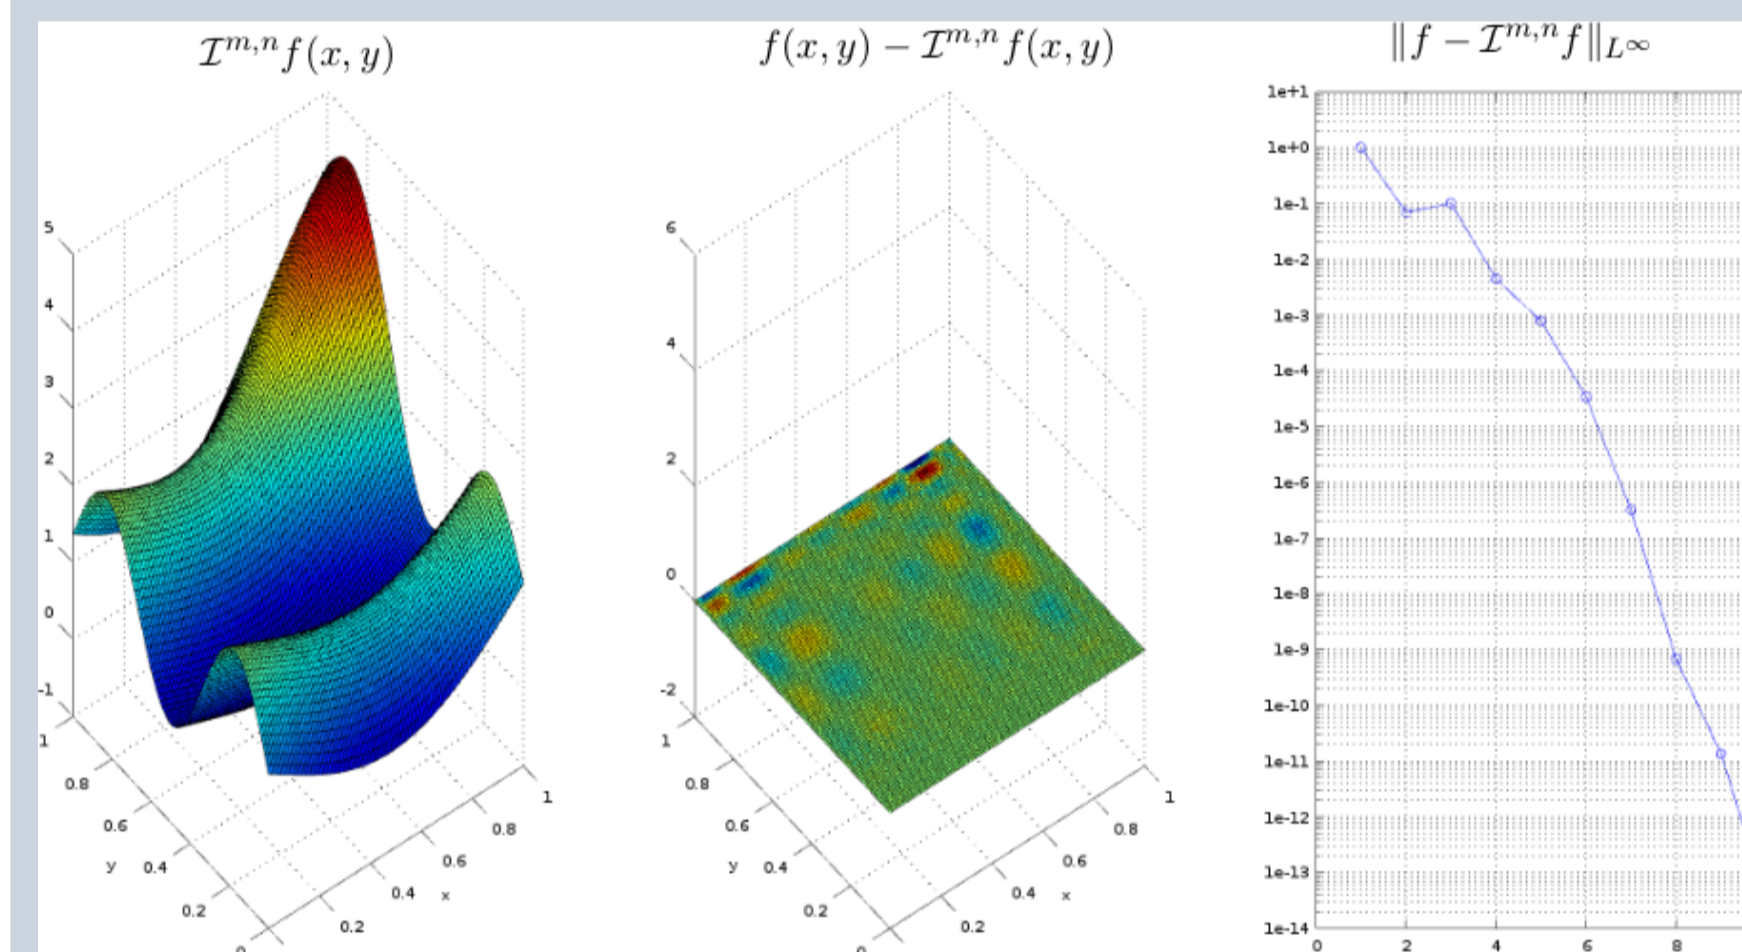 𝓘^{m,n} f(x, y)
f(x, y) − 𝓘^{m,n} f(x, y)
‖f − 𝓘^{m,n} f‖_{L^∞}
5
4
3
2
1
0
-1
1
0.8
0.6
y 0.4
0.2
0
0.2
0.4 x
0.6
0.8
1
6
4
2
0
-2
1
0.8
0.6
y 0.4
0.2
0
0.2
0.4 x
0.6
0.8
1
1e+1
1e+0
1e-1
1e-2
1e-3
1e-4
1e-5
1e-6
1e-7
1e-8
1e-9
1e-10
1e-11
1e-12
1e-13
1e-14
0 2 4 6 8